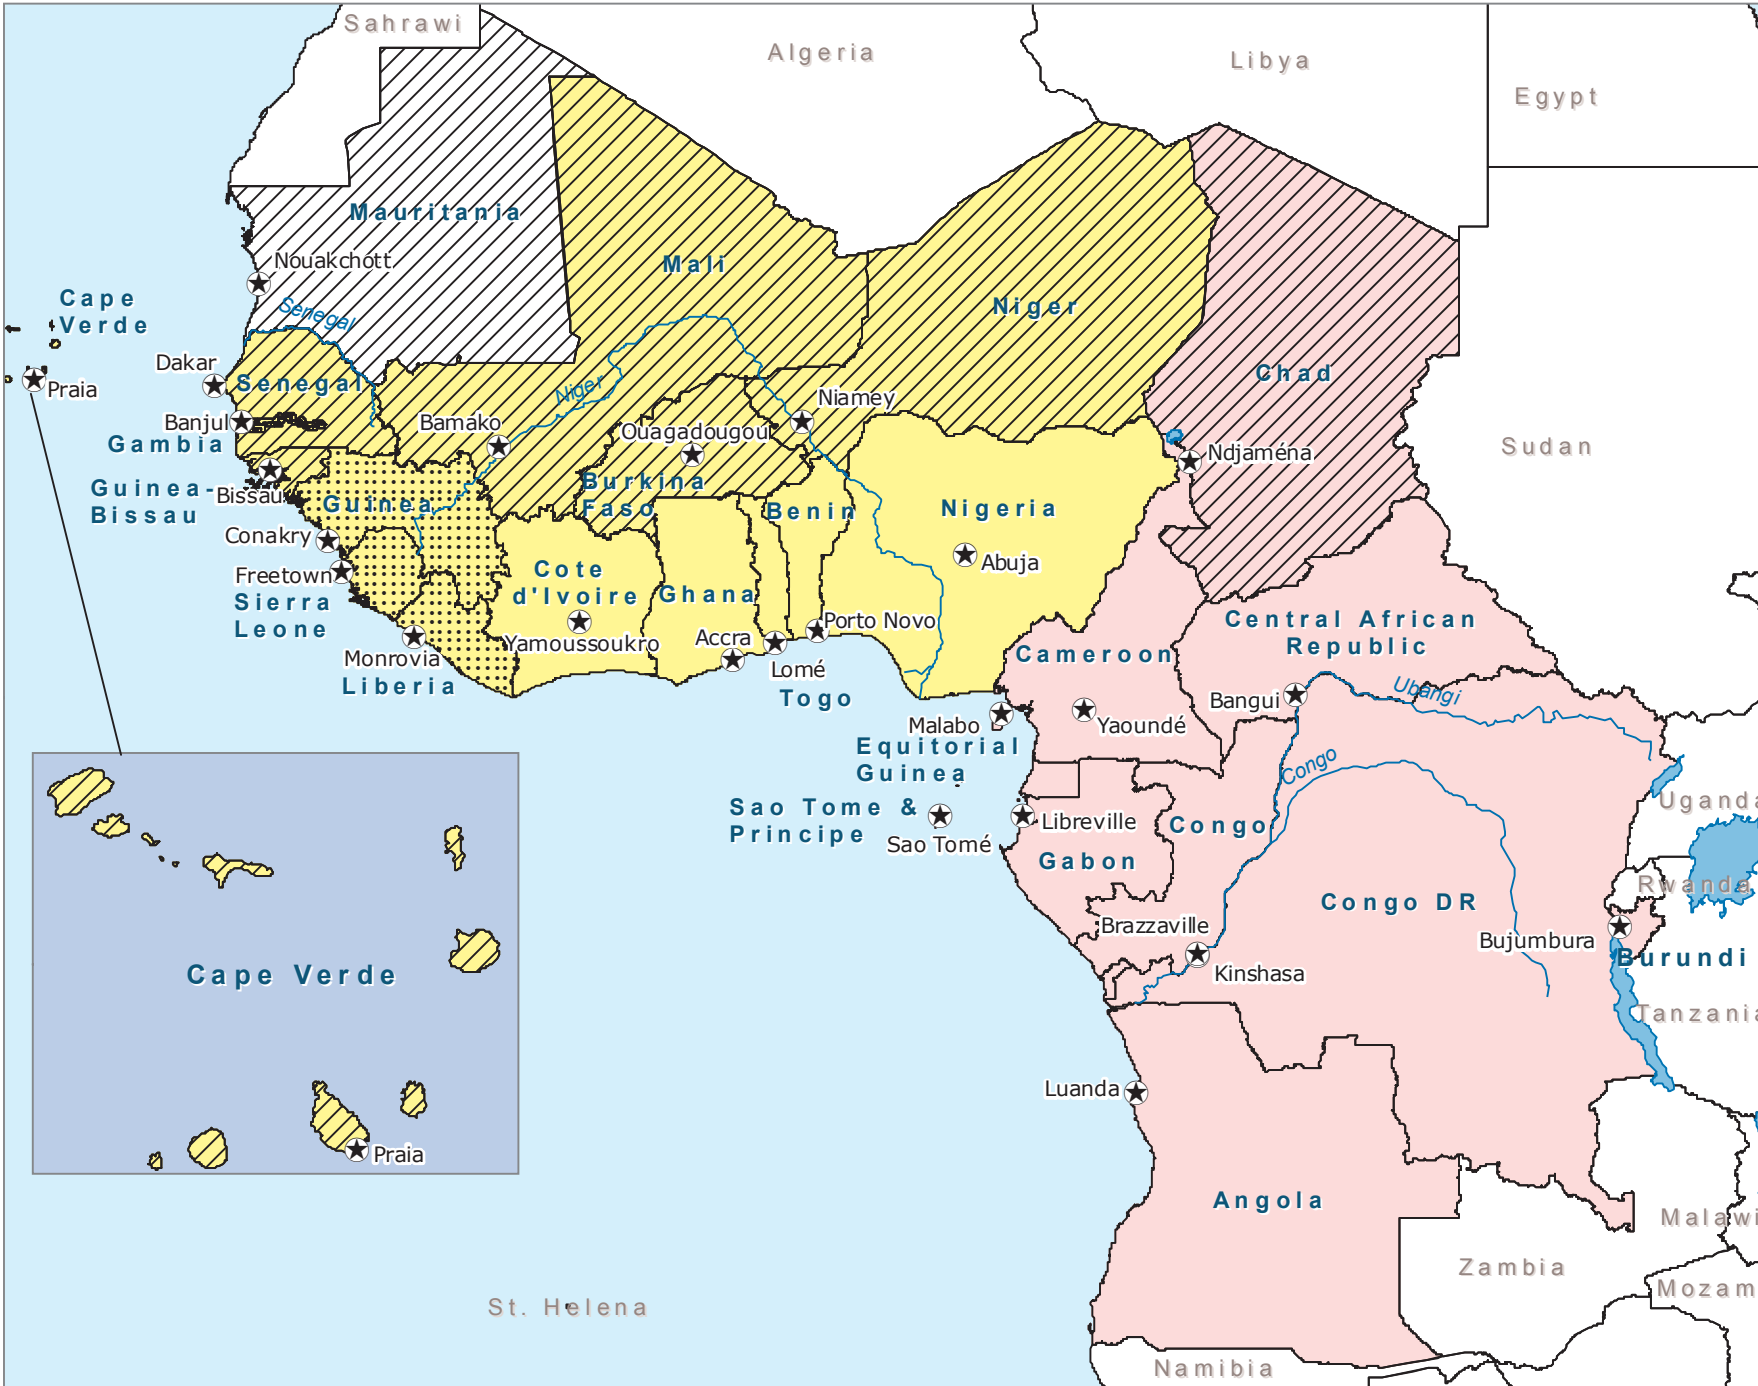 Sahrawi
Algeria
Libya
Egypt
Mauritania
Nouakchott
Mali
Niger
Cape
Verde
Senegal
Chad
Dakar
Praia
Senegal
Niger
Niamey
Banjul
Gambia
Bamako
Ouagadougou
Ndjaména
Sudan
Guinea-
Bissau
Bissau
Guinea
Burkina
Faso
Benin
Nigeria
Conakry
Abuja
Freetown
Sierra
Leone
Cote
d'Ivoire
Ghana
Central African
Republic
Yamoussoukro
Accra
Porto Novo
Monrovia
Liberia
Lomé
Togo
Cameroon
Bangui
Ubangi
Malabo
Yaoundé
Equitorial
Guinea
Congo
Sao Tome &
Principe
Sao Tomé
Libreville
Congo
Uganda
Gabon
Rwanda
Congo DR
Brazzaville
Bujumbura
Burundi
Kinshasa
Cape Verde
Tanzania
Luanda
Praia
Angola
Malawi
Zambia
Mozam
St. Helena
Namibia